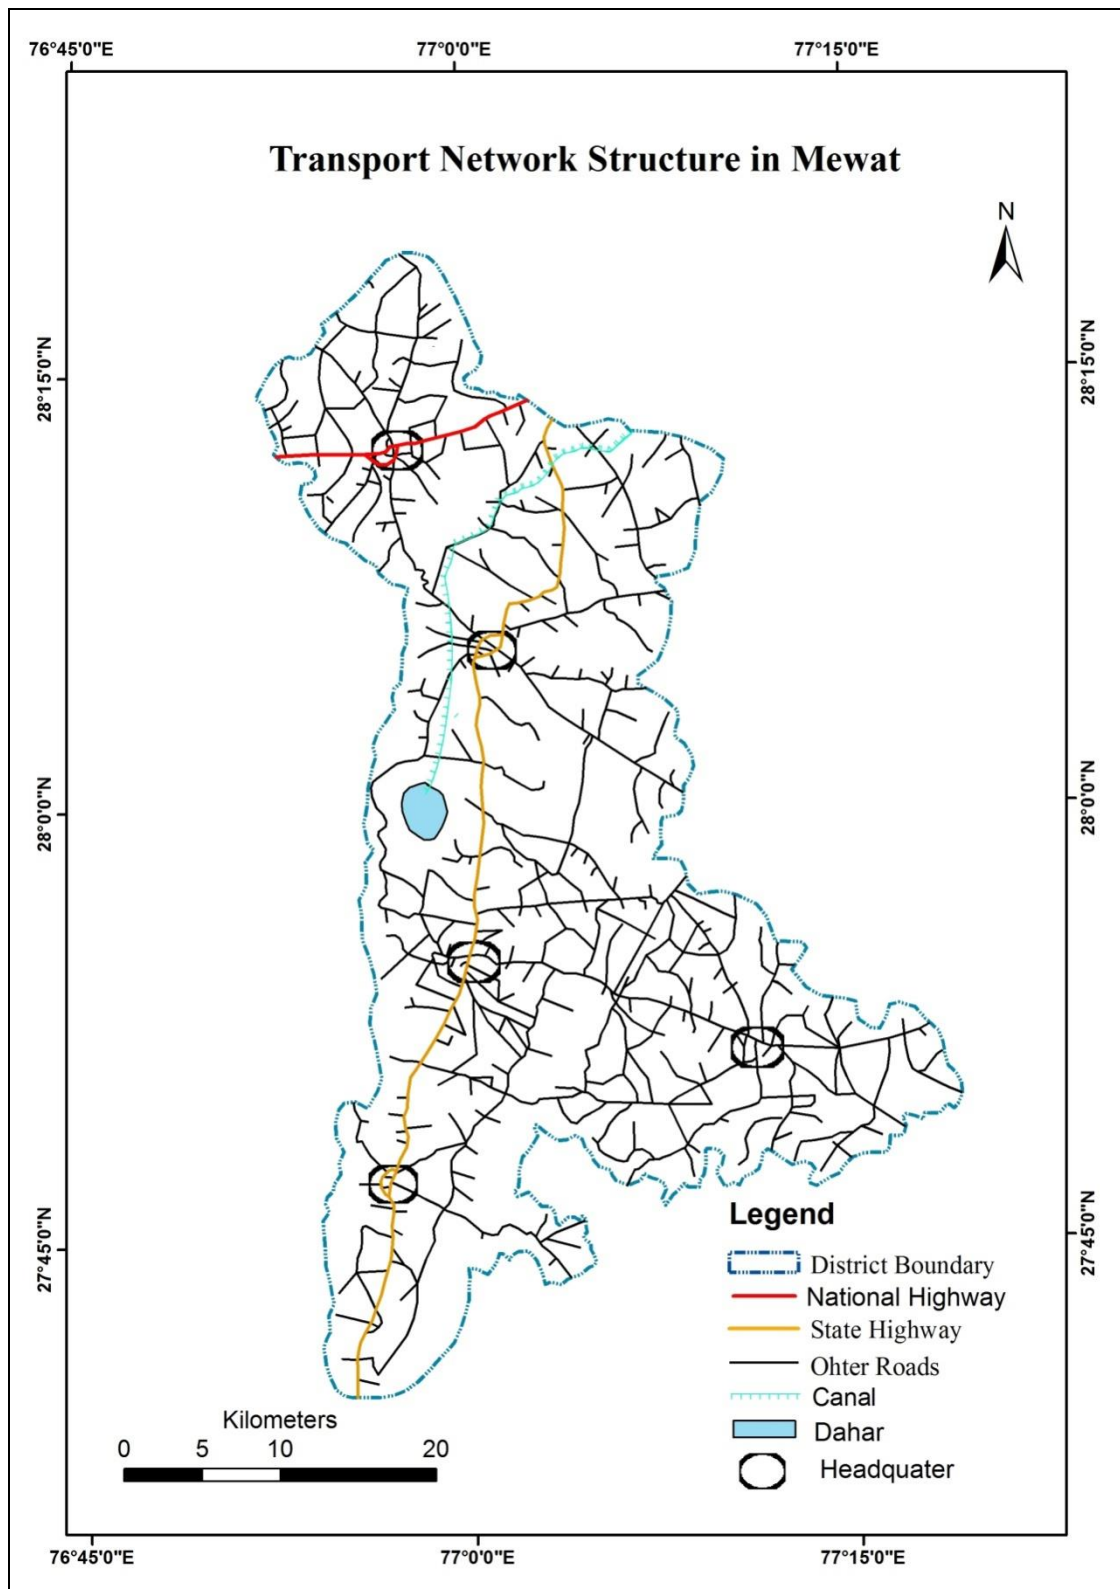 76°45'0"E 77°0'0"E 77°15'0"E
Transport Network Structure in Mewat
N
28°15'0"N 28°15'0"N
28°0'0"N 28°0'0"N
27°45'0"N 27°45'0"N
Legend
District Boundary
National Highway
State Highway
Ohter Roads
Canal
Dahar
Headquater
Kilometers
0 5 10 20
76°45'0"E 77°0'0"E 77°15'0"E